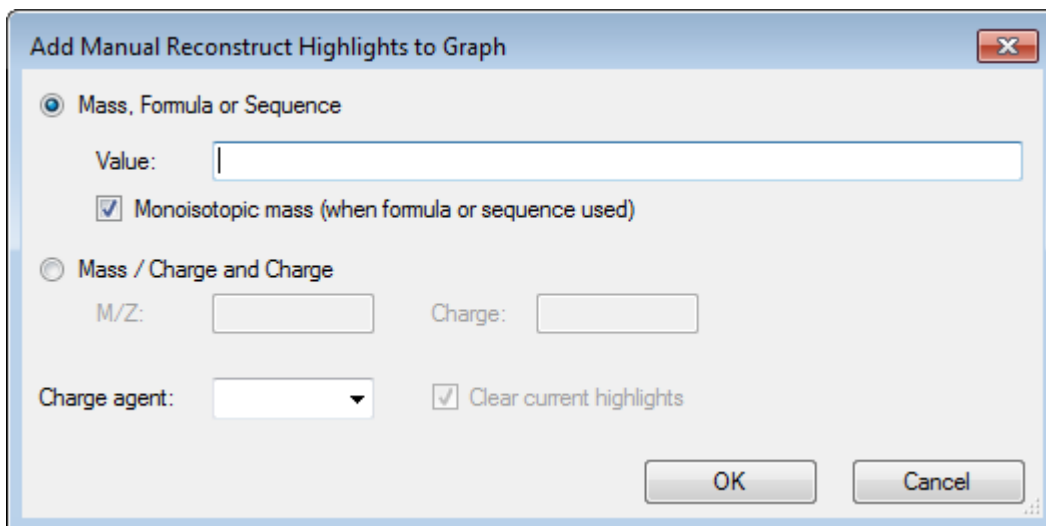 Add Manual Reconstruct Highlights to Graph
Mass, Formula or Sequence
Value:
Monoisotopic mass (when formula or sequence used)
Mass / Charge and Charge
M/Z: Charge:
Charge agent: Clear current highlights
OK Cancel